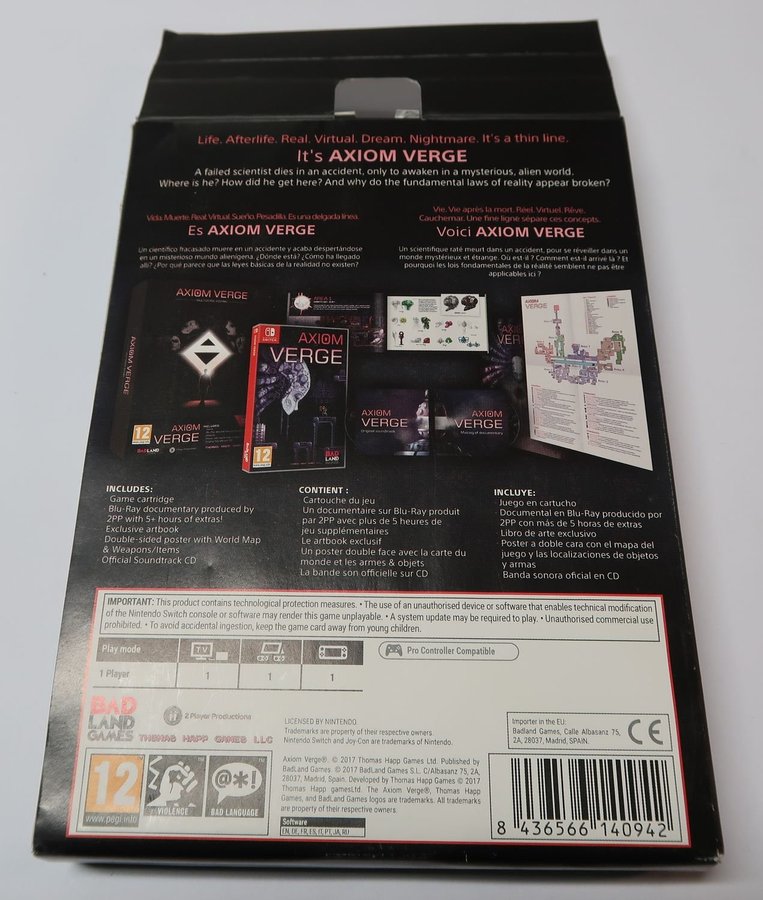 Life. Afterlife. Real. Virtual. Dream. Nightmare. It's a thin line.
It's AXIOM VERGE
A failed scientist dies in an accident, only to awaken in a mysterious, alien world.
Where is he? How did he get here? And why do the fundamental laws of reality appear broken?
Vida. Muerte. Real. Virtual. Sueño. Pesadilla. Es una delgada línea.
Es AXIOM VERGE
Un científico fracasado muere en un accidente y acaba despertándose
en un misterioso mundo alienígena. ¿Dónde está? ¿Cómo ha llegado
allí? ¿Por qué parece que las leyes básicas de la realidad no existen?
Vie. Vie après la mort. Réel. Virtuel. Rêve.
Cauchemar. Une fine ligne sépare ces concepts.
Voici AXIOM VERGE
Un scientifique raté meurt dans un accident, pour se réveiller dans un
monde mystérieux et étrange. Où est-il ? Comment est-il arrivé là ? Et
pourquoi les lois fondamentales de la réalité semblent ne pas être
applicables ici ?
AXIOM VERGE
AXIOM VERGE
12
AXIOM
VERGE
BADLAND
AXIOM
VERGE
12
BAD
LAND
AREA 1
AXIOM
VERGE
Original soundtrack
AXIOM
VERGE
AXIOM
VERGE
INCLUDES:
- Game cartridge
- Blu-Ray documentary produced by
2PP with 5+ hours of extras!
- Exclusive artbook
- Double-sided poster with World Map
& Weapons/Items
- Official Soundtrack CD
CONTIENT :
- Cartouche du jeu
- Un documentaire sur Blu-Ray produit
par 2PP avec plus de 5 heures de
jeu supplémentaires
- Le artbook exclusif
- Un poster double face avec la carte du
monde et les armes & objets
- La bande son officielle sur CD
INCLUYE:
- Juego en cartucho
- Documental en Blu-Ray producido por
2PP con más de 5 horas de extras
- Libro de arte exclusivo
- Poster a doble cara con el mapa del
juego y las localizaciones de objetos
y armas
- Banda sonora oficial en CD
IMPORTANT: This product contains technological protection measures. • The use of an unauthorised device or software that enables technical modification
of the Nintendo Switch console or software may render this game unplayable. • A system update may be required to play. • Unauthorised commercial use
prohibited. • To avoid accidental ingestion, keep the game card away from young children.
Play mode
TV
1 Player
1
1
1
Pro Controller Compatible
BAD
LAND
GAMES
2 Player Productions
THOMAS HAPP GAMES LLC
LICENSED BY NINTENDO
Trademarks are property of their respective owners.
Nintendo Switch and Joy-Con are trademarks of Nintendo.
Importer in the EU:
Badland Games, Calle Albasanz 75,
2A, 28037, Madrid, SPAIN.
CE
12
www.pegi.info
VIOLENCE
@*!
BAD LANGUAGE
Axiom Verge®. © 2017 Thomas Happ Games Ltd. Published by
BadLand Games. © 2017 BadLand Games S.L. C/Albasanz 75, 2A,
28037, Madrid, Spain. Developed by Thomas Happ Games © 2017
Thomas Happ gamesLtd. The Axiom Verge®, Thomas Happ
Games, and BadLand Games logos are trademarks. All trademarks
are property of their respective owners.
Software
EN, DE, FR, ES, IT, PT, JA, RU
8 436566 140942